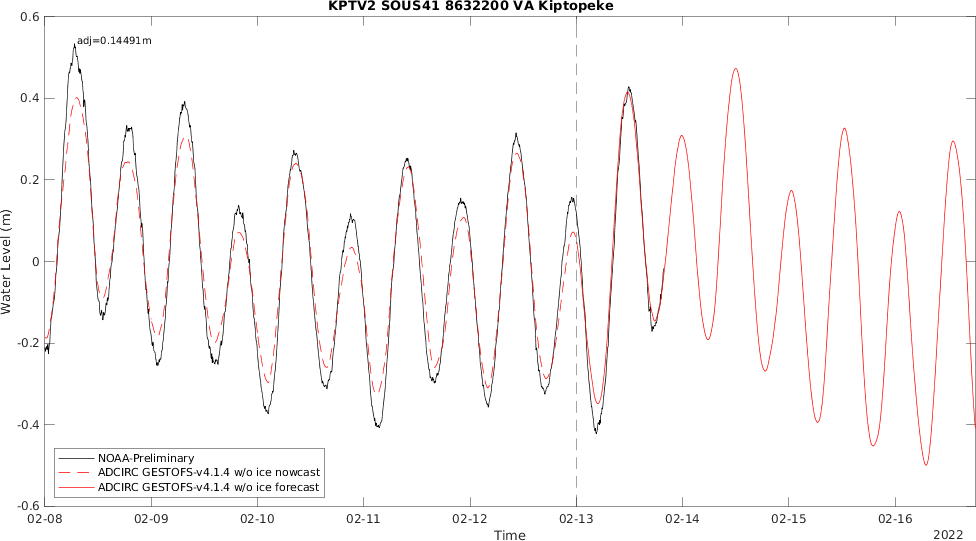 KPTV2 SOUS41 8632200 VA Kiptopeke
adj=0.14491m
0.6
0.4
0.2
0
-0.2
-0.4
-0.6
Water Level (m)
NOAA-Preliminary
ADCIRC GESTOFS-v4.1.4 w/o ice nowcast
ADCIRC GESTOFS-v4.1.4 w/o ice forecast
02-08 02-09 02-10 02-11 02-12 02-13 02-14 02-15 02-16
Time
2022